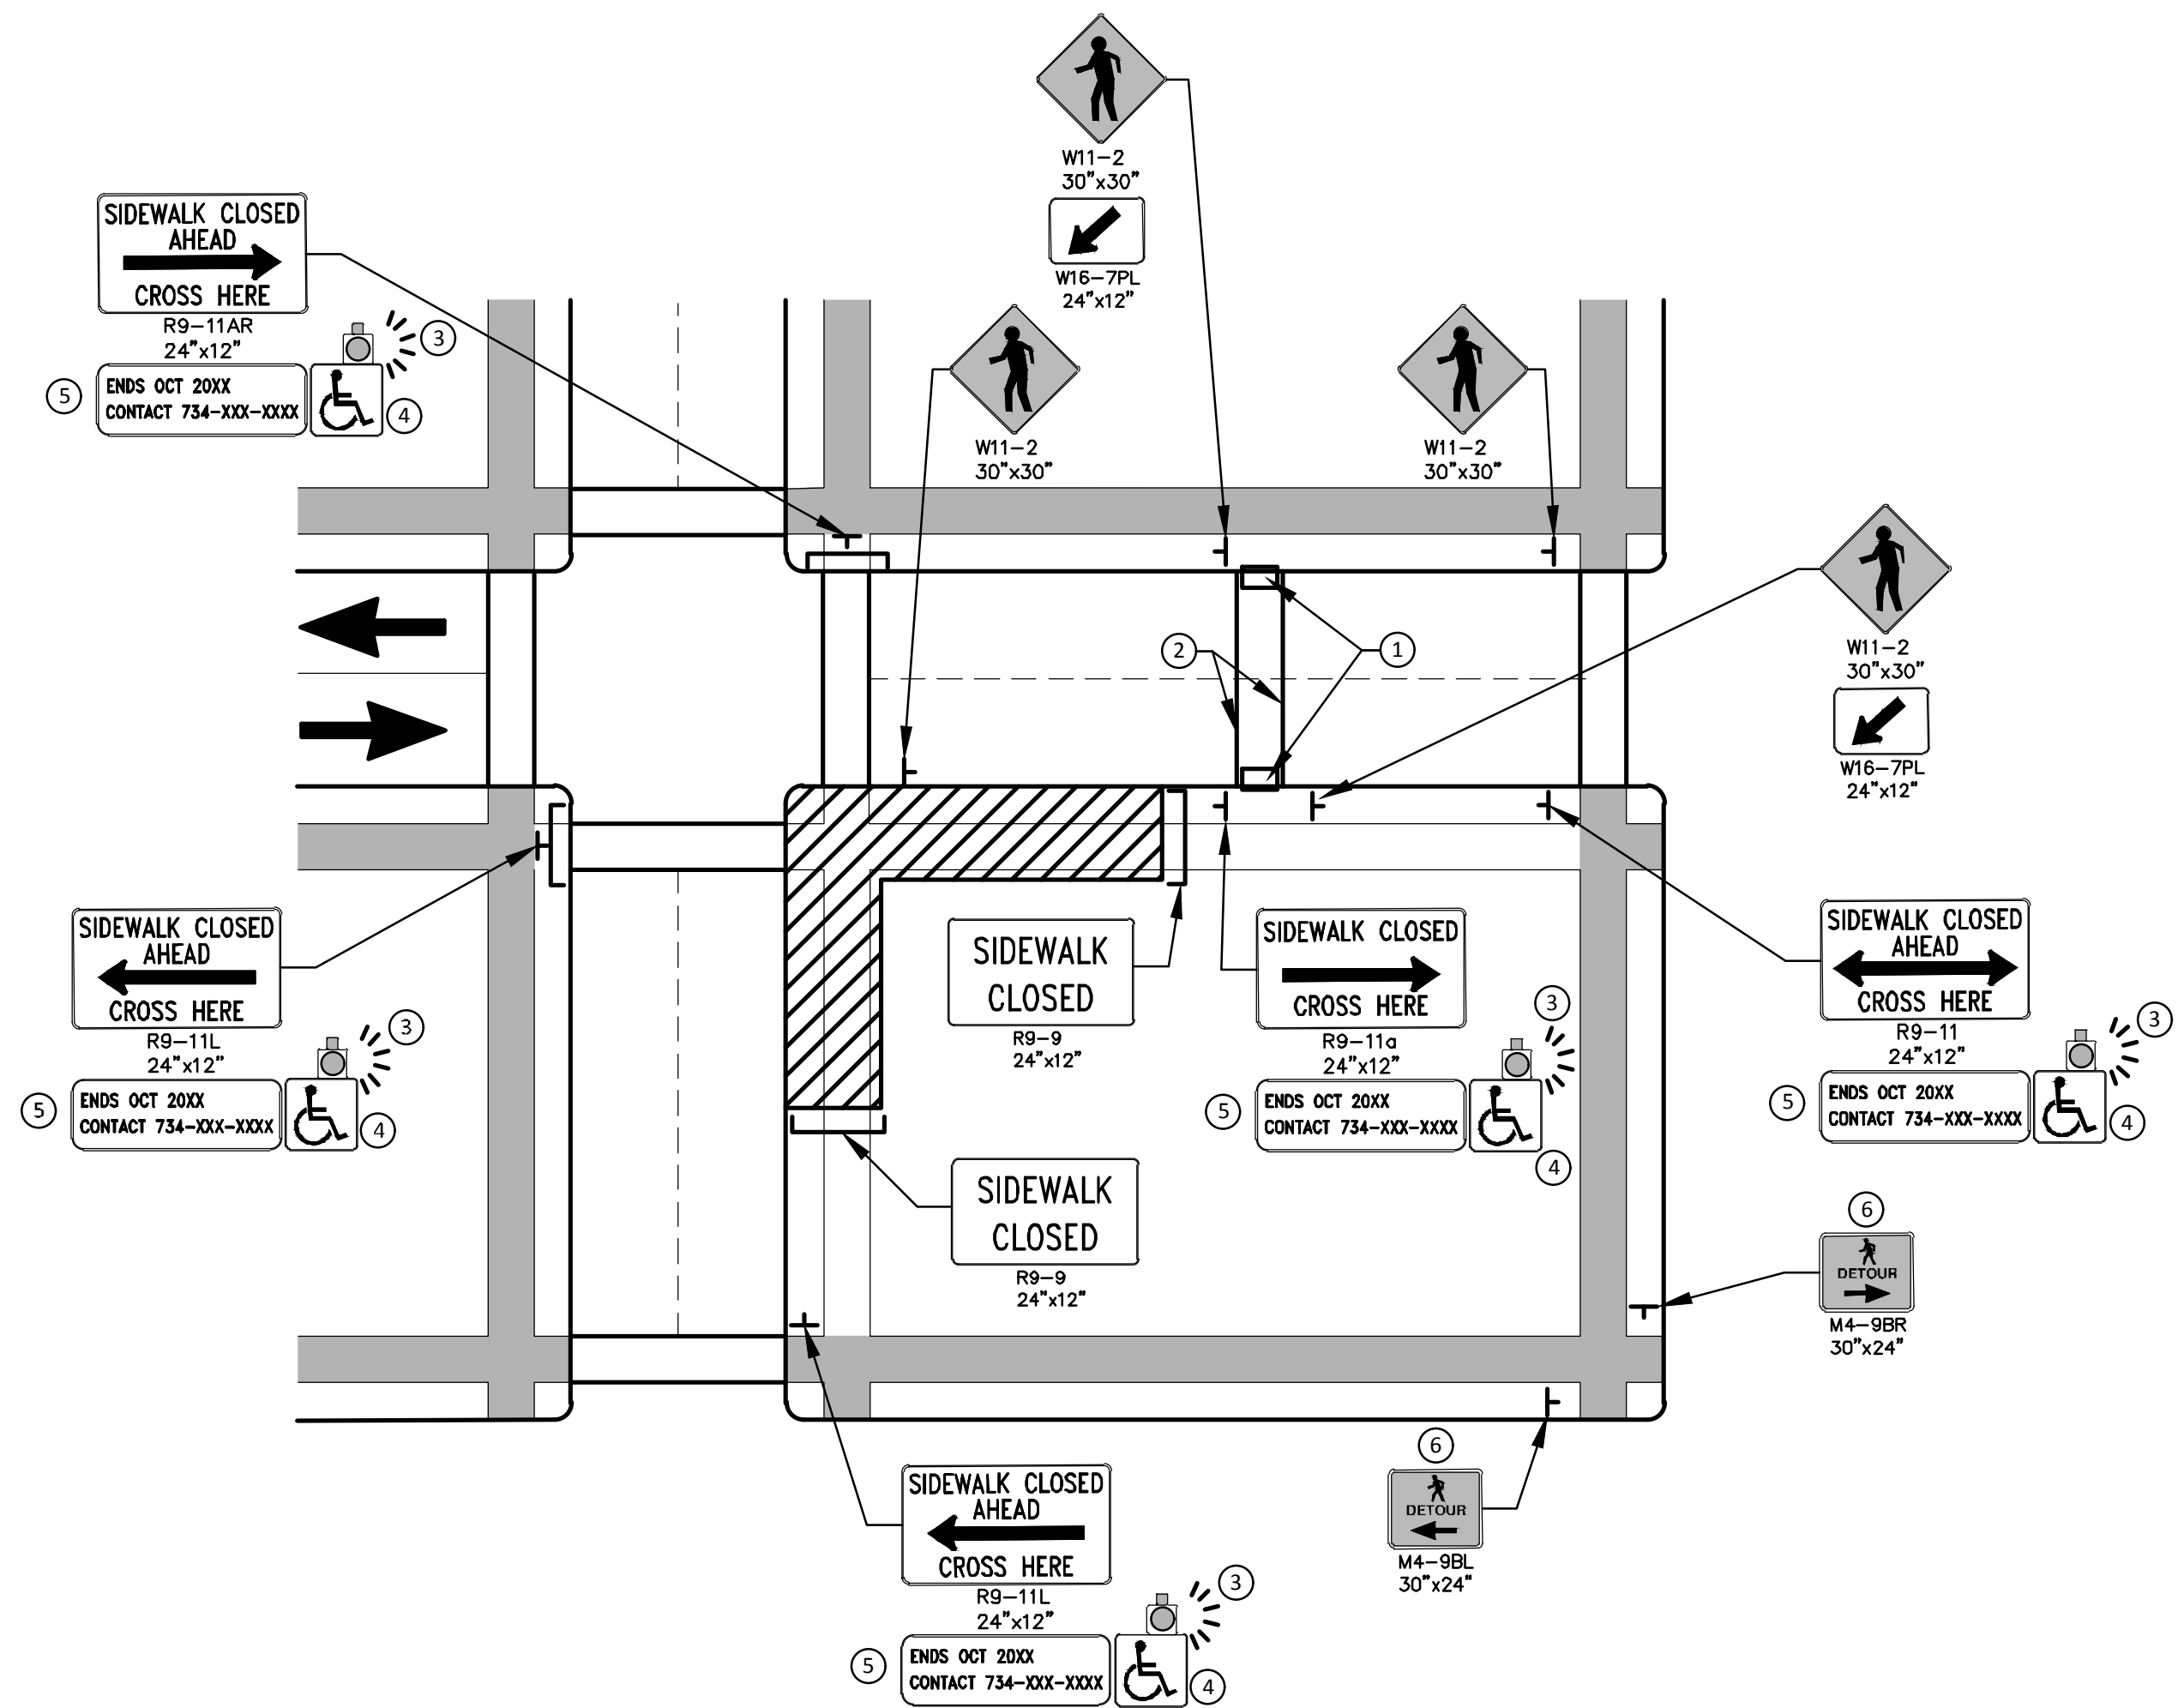 W11-2
30"x30"
W16-7PL
24"x12"
SIDEWALK CLOSED
AHEAD
CROSS HERE
R9-11AR
24"x12"
3
5
ENDS OCT 20XX
CONTACT 734-XXX-XXXX
4
W11-2
30"x30"
W11-2
30"x30"
W11-2
30"x30"
W16-7PL
24"x12"
2
1
SIDEWALK CLOSED
AHEAD
CROSS HERE
R9-11L
24"x12"
3
5
ENDS OCT 20XX
CONTACT 734-XXX-XXXX
4
SIDEWALK
CLOSED
R9-9
24"x12"
SIDEWALK CLOSED
CROSS HERE
R9-11a
24"x12"
3
5
ENDS OCT 20XX
CONTACT 734-XXX-XXXX
4
SIDEWALK CLOSED
AHEAD
CROSS HERE
R9-11
24"x12"
3
5
ENDS OCT 20XX
CONTACT 734-XXX-XXXX
4
SIDEWALK
CLOSED
R9-9
24"x12"
6
DETOUR
M4-9BR
30"x24"
6
DETOUR
M4-9BL
30"x24"
SIDEWALK CLOSED
AHEAD
CROSS HERE
R9-11L
24"x12"
3
5
ENDS OCT 20XX
CONTACT 734-XXX-XXXX
4